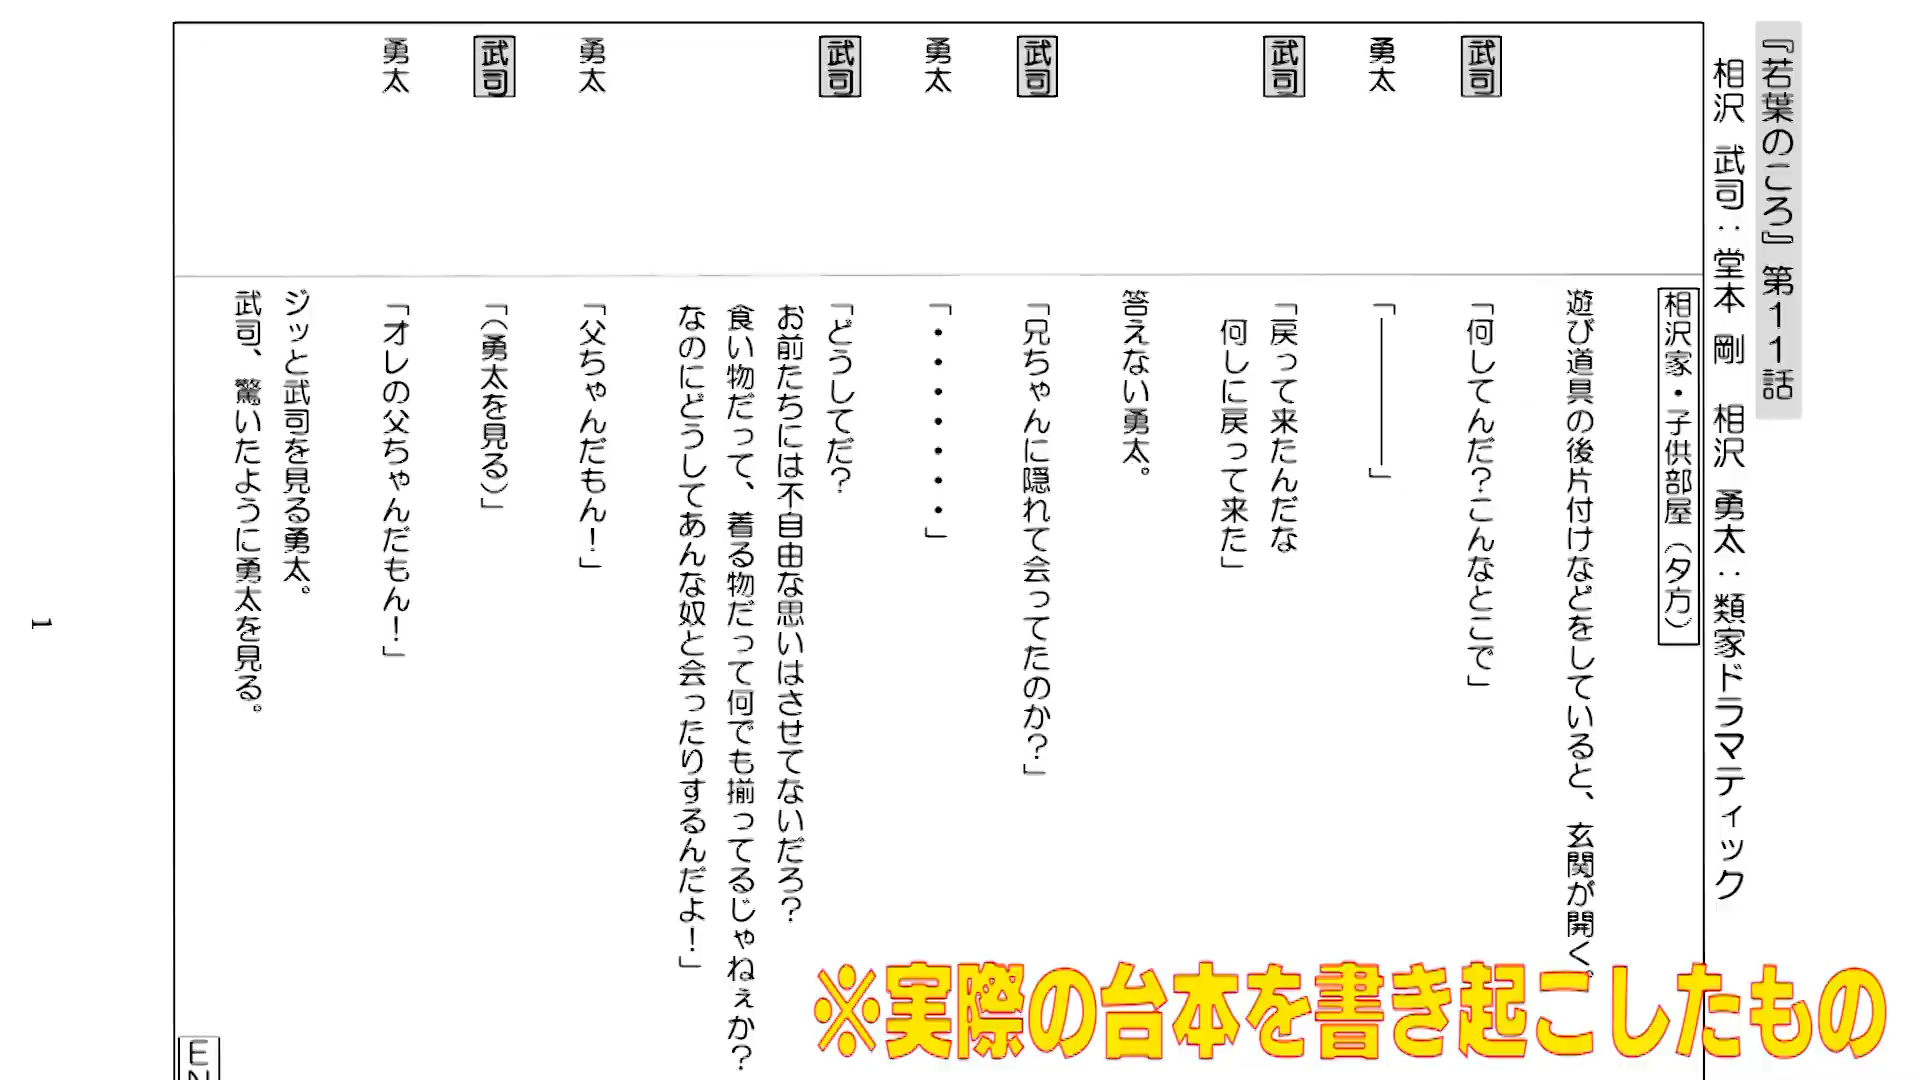 『若葉のころ』第11話
相沢 武司：堂本 剛 相沢 勇太：類家ドラマティック
相沢家・子供部屋（夕方）
遊び道具の後片付けなどをしていると、玄関が開く。
武司 「何してんだ？こんなとこで」
勇太 「―――――」
武司 「戻って来たんだな
何しに戻って来た」
答えない勇太。
武司 「兄ちゃんに隠れて会ってたのか？」
勇太 「・・・・・・・」
武司 「どうしてだ？
お前たちには不自由な思いはさせてないだろ？
食い物だって、着る物だって何でも揃ってるじゃねぇか？
なのにどうしてあんな奴と会ったりするんだよ！」
勇太 「父ちゃんだもん！」
武司 「（勇太を見る）」
勇太 「オレの父ちゃんだもん！」
ジッと武司を見る勇太。
武司、驚いたように勇太を見る。
EN
1
※実際の台本を書き起こしたもの